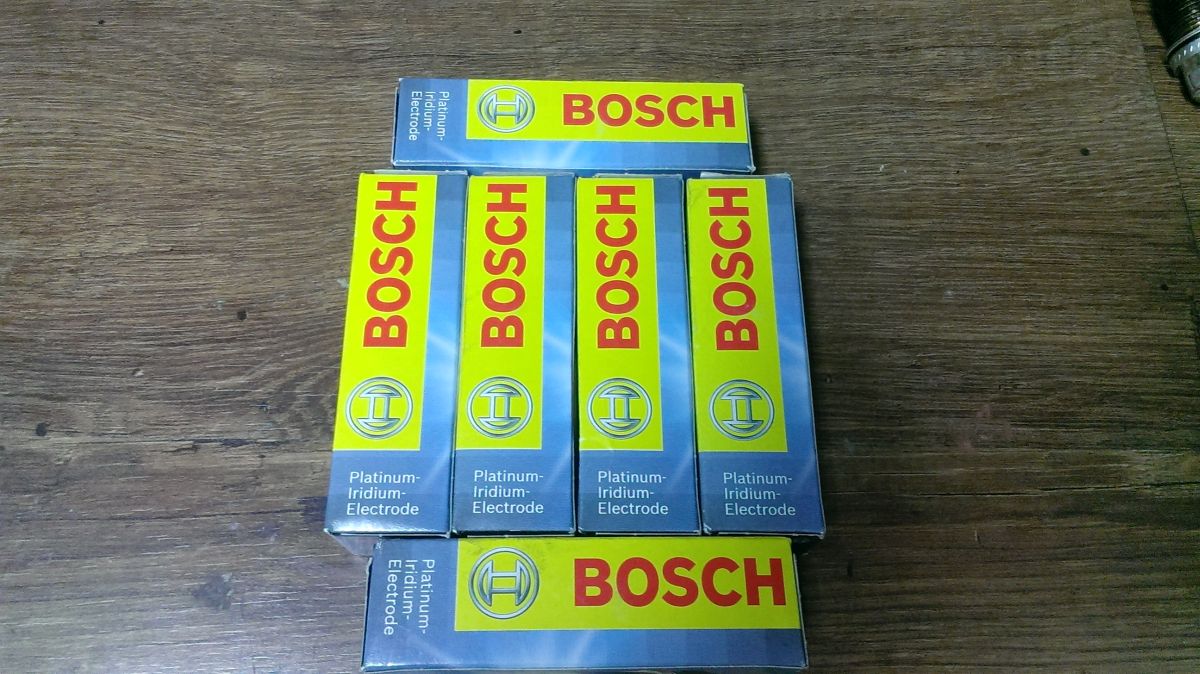 Platinum-
Iridium-
Electrode
BOSCH
BOSCH
Platinum-
Iridium-
Electrode
BOSCH
Platinum-
Iridium-
Electrode
BOSCH
Platinum-
Iridium-
Electrode
BOSCH
Platinum-
Iridium-
Electrode
Platinum-
Iridium-
Electrode
BOSCH